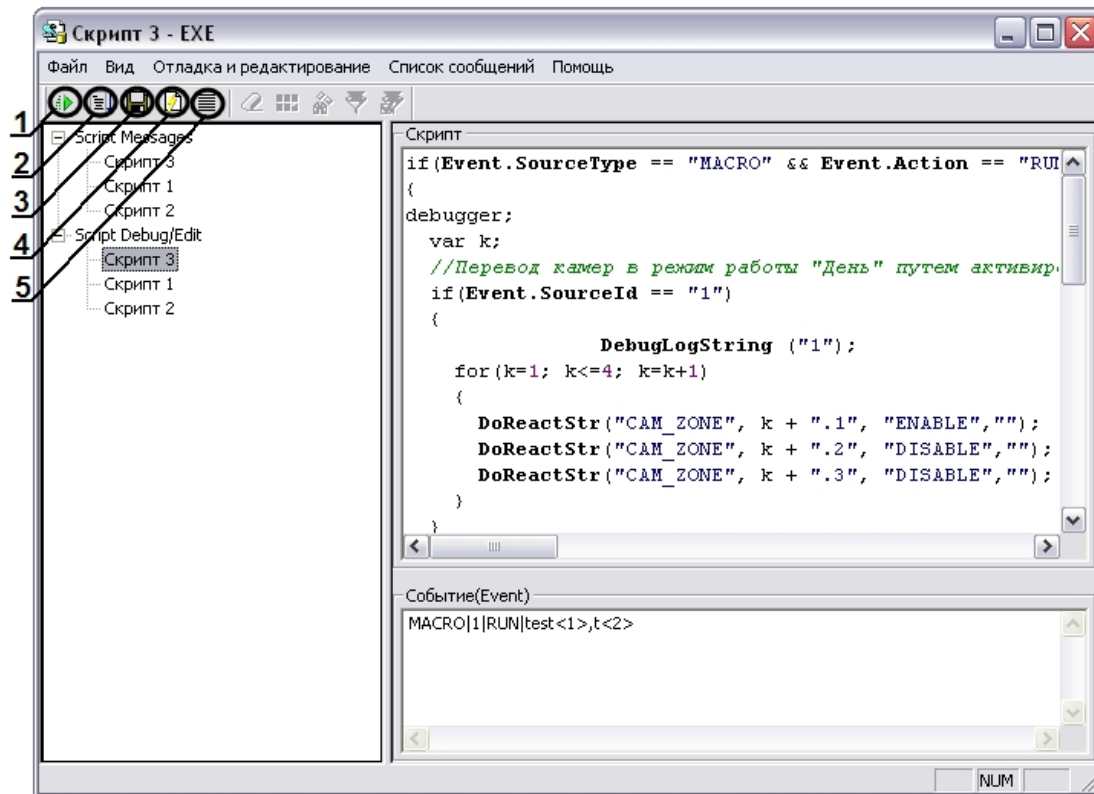 Скрипт 3 - EXE
Файл Вид Отладка и редактирование Список сообщений Помощь
1
2
3
4
5
Script Messages
Скрипт 3
Скрипт 1
Скрипт 2
Script Debug/Edit
Скрипт 3
Скрипт 1
Скрипт 2
Скрипт
if(Event.SourceType == "MACRO" && Event.Action == "RU
{
debugger;
var k;
//Перевод камер в режим работы "День" путем активир
if(Event.SourceId == "1")
{
DebugLogString ("1");
for(k=1; k<=4; k=k+1)
{
DoReactStr("CAM_ZONE", k + ".1", "ENABLE","");
DoReactStr("CAM_ZONE", k + ".2", "DISABLE","");
DoReactStr("CAM_ZONE", k + ".3", "DISABLE","");
}
}
Событие(Event)
MACRO|1|RUN|test<1>,t<2>
NUM